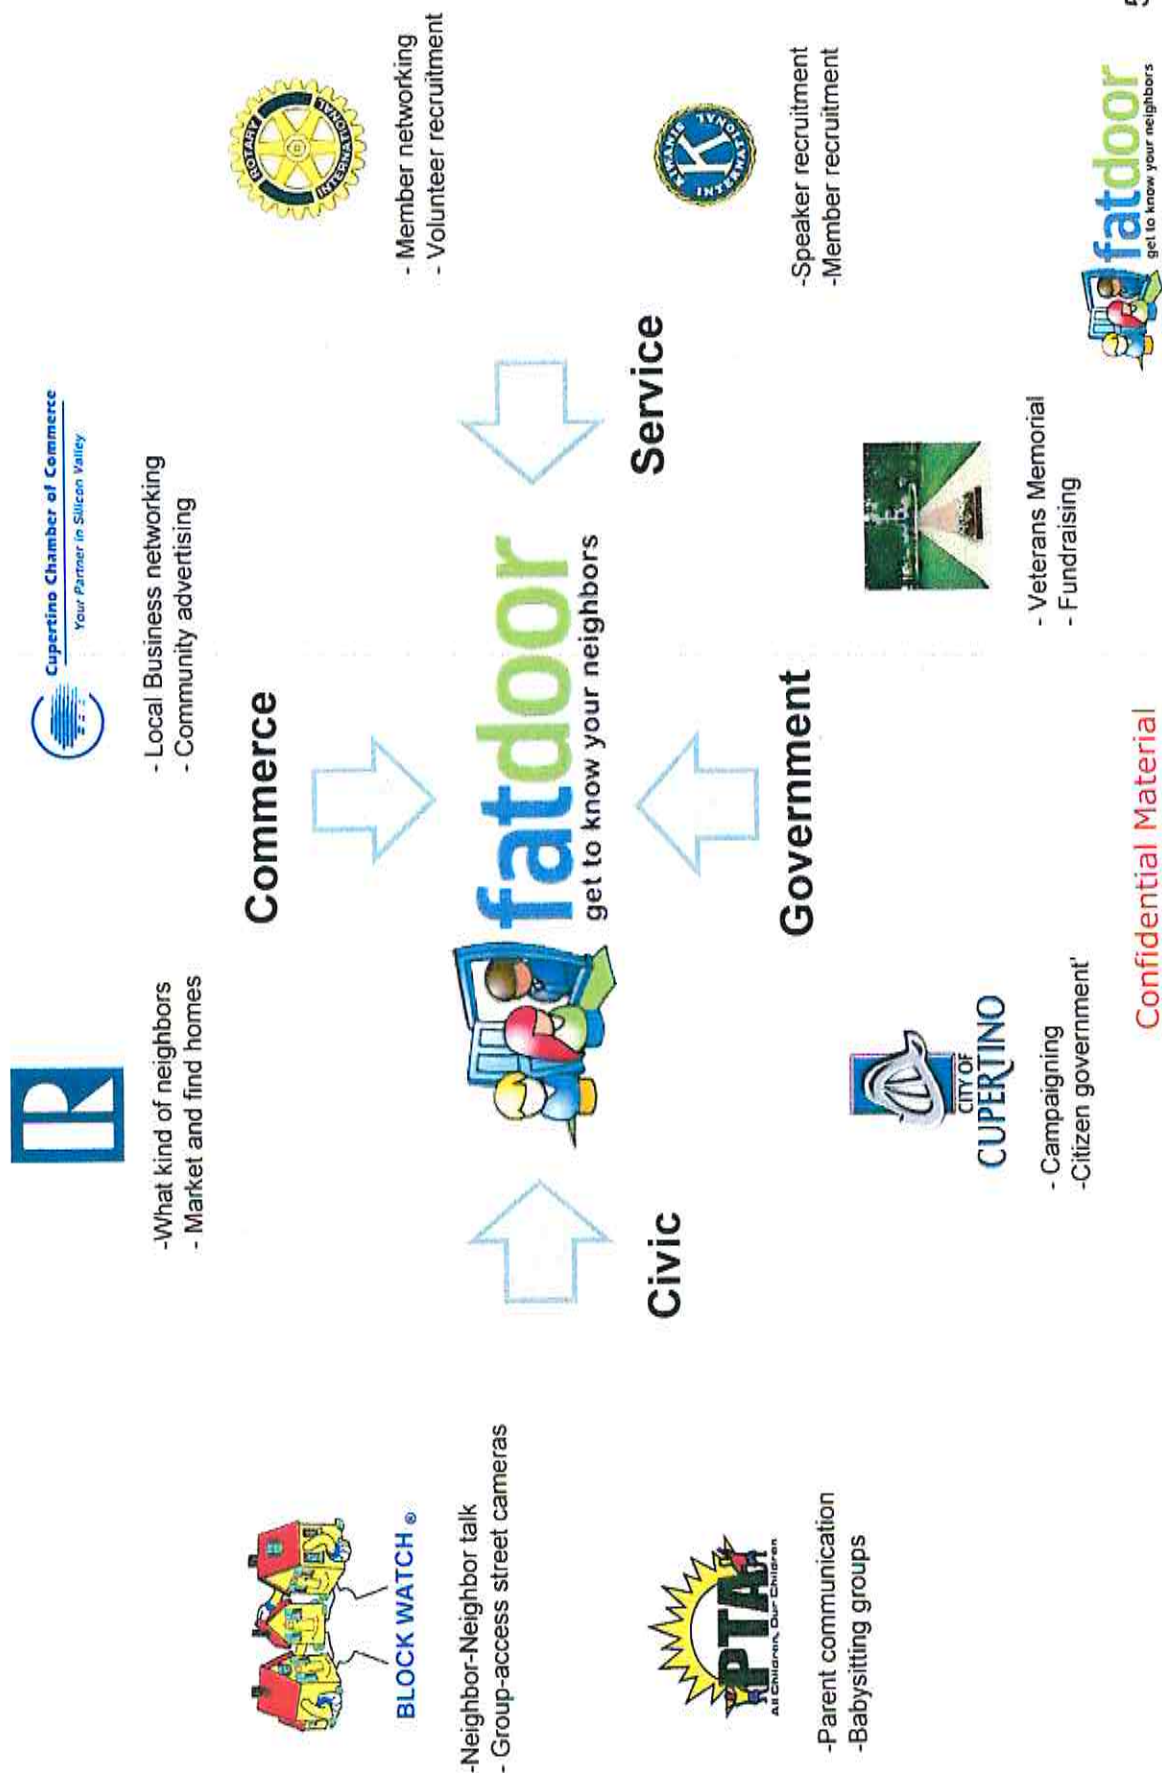 R
-What kind of neighbors
- Market and find homes
Cupertino Chamber of Commerce
Your Partner in Silicon Valley
- Local Business networking
- Community advertising
Commerce
BLOCK WATCH ®
-Neighbor-Neighbor talk
- Group-access street cameras
ROTARY
INTERNATIONAL
- Member networking
- Volunteer recruitment
fatdoor
get to know your neighbors
Civic
Service
PTA
All Children, Our Children
-Parent communication
-Babysitting groups
KIWANIS
INTERNATIONAL
K
-Speaker recruitment
-Member recruitment
Government
CITY OF
CUPERTINO
- Campaigning
-Citizen government'
- Veterans Memorial
- Fundraising
Confidential Material
fatdoor
get to know your neighbors
5